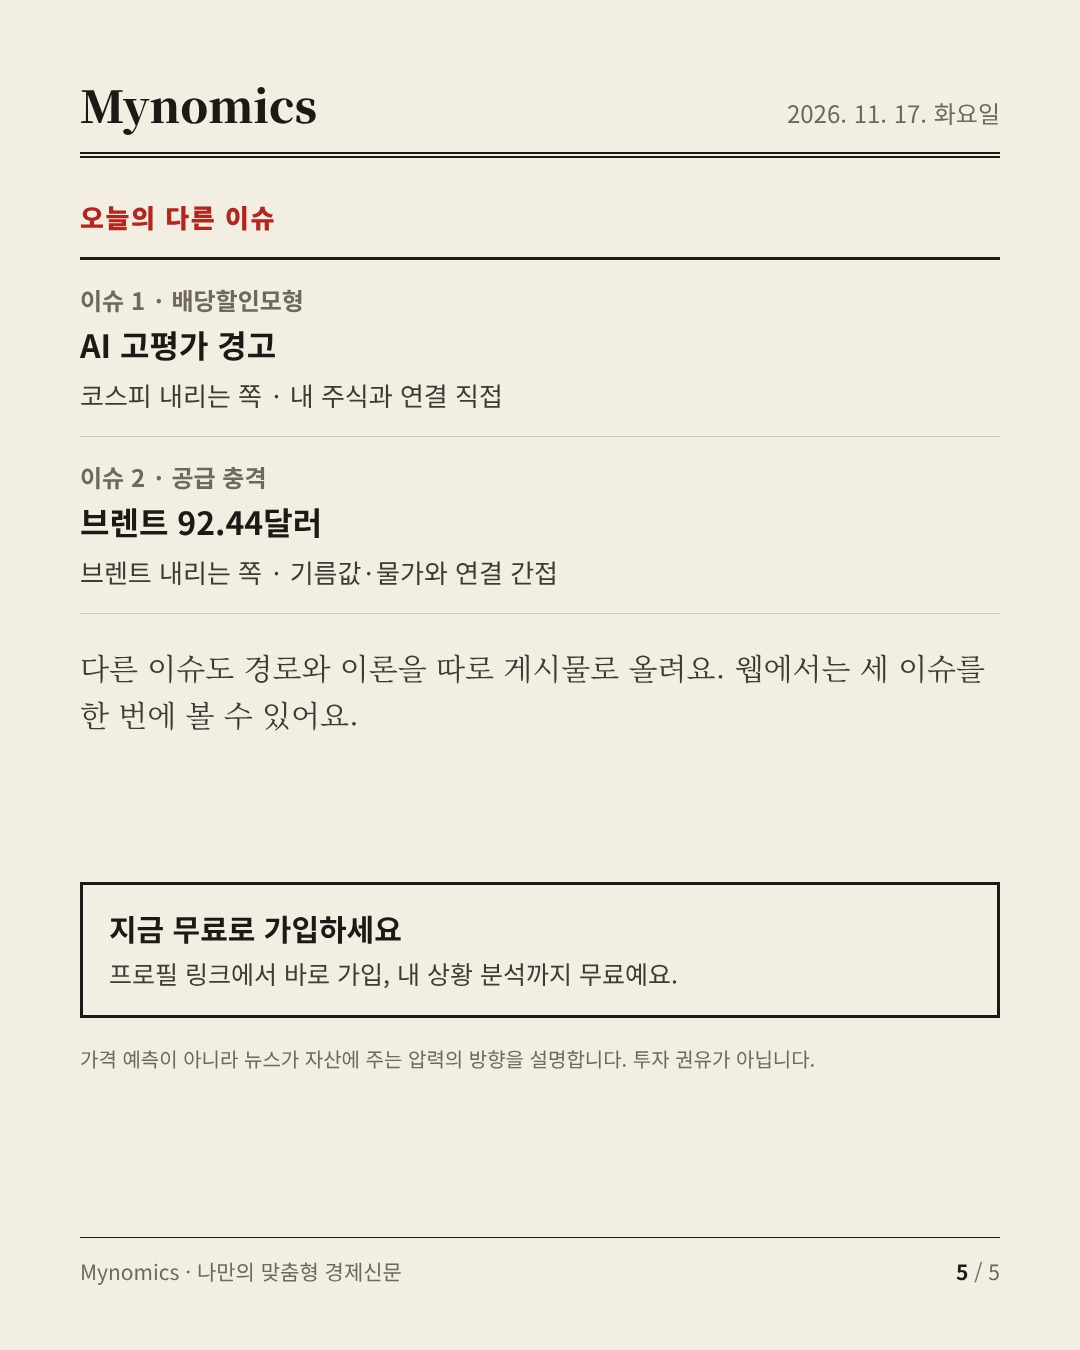 Mynomics
2026. 11. 17. 화요일
오늘의 다른 이슈
이슈 1 · 배당할인모형
AI 고평가 경고
코스피 내리는 쪽 · 내 주식과 연결 직접
이슈 2 · 공급 충격
브렌트 92.44달러
브렌트 내리는 쪽 · 기름값·물가와 연결 간접
다른 이슈도 경로와 이론을 따로 게시물로 올려요. 웹에서는 세 이슈를
한 번에 볼 수 있어요.
지금 무료로 가입하세요
프로필 링크에서 바로 가입, 내 상황 분석까지 무료예요.
가격 예측이 아니라 뉴스가 자산에 주는 압력의 방향을 설명합니다. 투자 권유가 아닙니다.
Mynomics · 나만의 맞춤형 경제신문
5 / 5